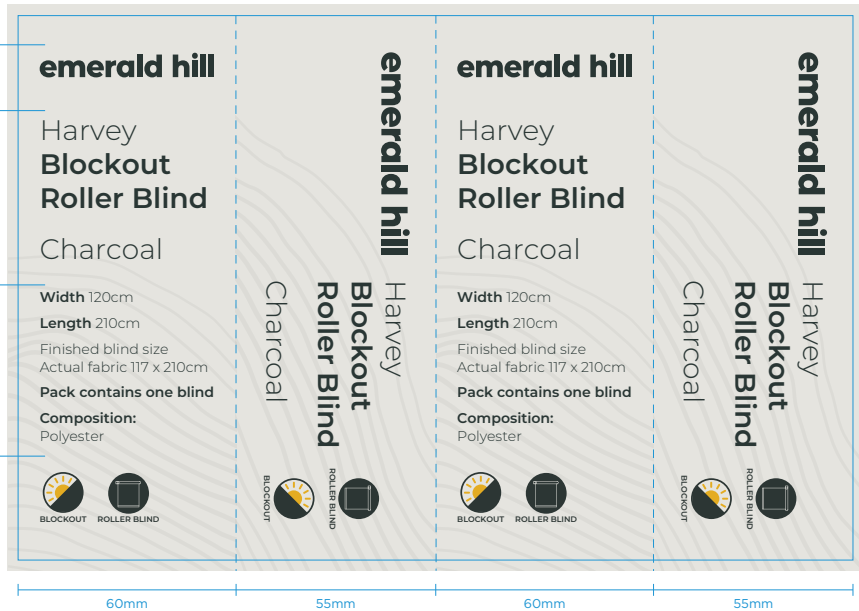 emerald hill
Harvey
Blockout
Roller Blind
Charcoal
Width 120cm
Length 210cm
Finished blind size
Actual fabric 117 x 210cm
Pack contains one blind
Composition:
Polyester
BLOCKOUT ROLLER BLIND
emerald hill
Harvey
Blockout
Roller Blind
Charcoal
ROLLER BLIND
BLOCKOUT
emerald hill
Harvey
Blockout
Roller Blind
Charcoal
Width 120cm
Length 210cm
Finished blind size
Actual fabric 117 x 210cm
Pack contains one blind
Composition:
Polyester
BLOCKOUT ROLLER BLIND
emerald hill
Harvey
Blockout
Roller Blind
Charcoal
ROLLER BLIND
BLOCKOUT
60mm 55mm 60mm 55mm